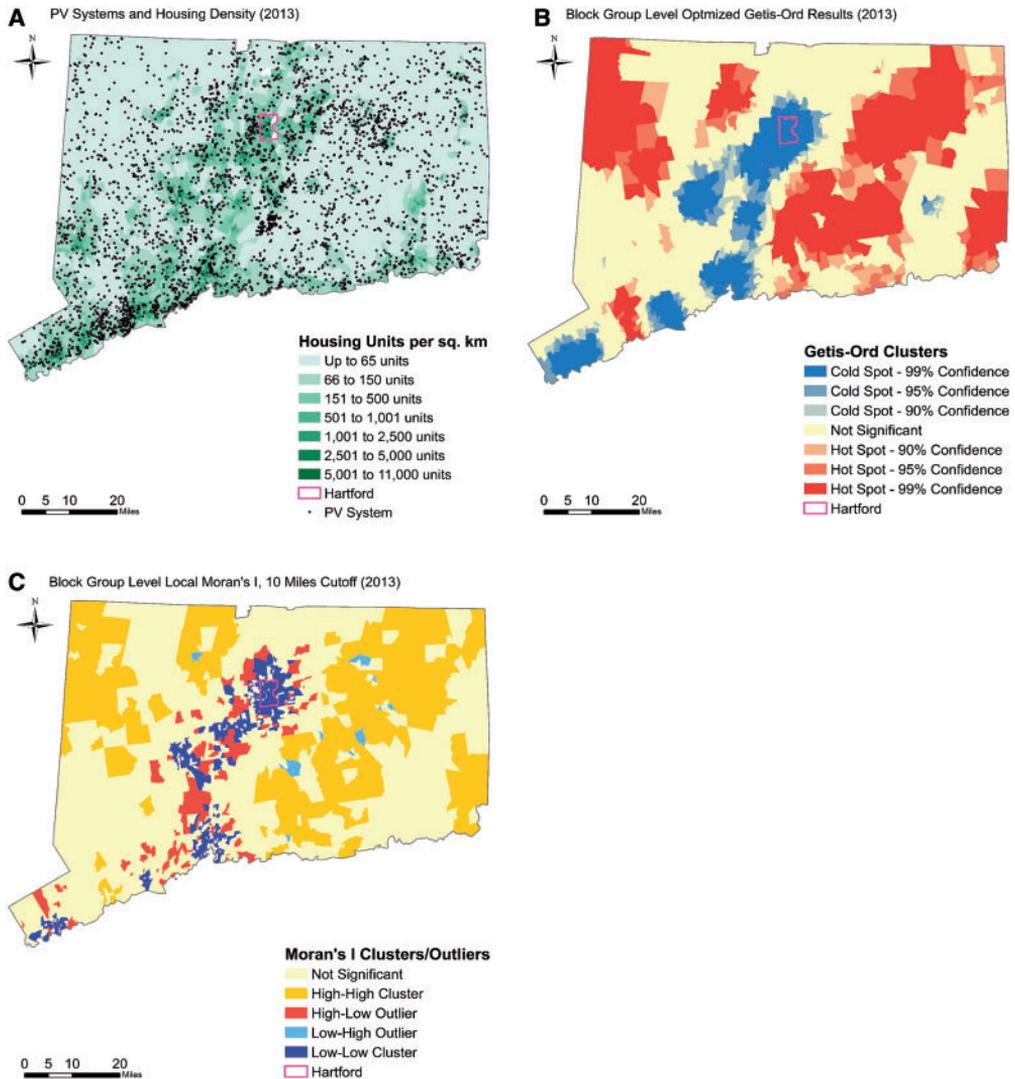 A PV Systems and Housing Density (2013)
N
Housing Units per sq. km
Up to 65 units
66 to 150 units
151 to 500 units
501 to 1,001 units
1,001 to 2,500 units
2,501 to 5,000 units
5,001 to 11,000 units
Hartford
PV System
0 5 10 20
Miles
B Block Group Level Optmized Getis-Ord Results (2013)
N
Getis-Ord Clusters
Cold Spot - 99% Confidence
Cold Spot - 95% Confidence
Cold Spot - 90% Confidence
Not Significant
Hot Spot - 90% Confidence
Hot Spot - 95% Confidence
Hot Spot - 99% Confidence
Hartford
0 5 10 20
Miles
C Block Group Level Local Moran's I, 10 Miles Cutoff (2013)
N
Moran's I Clusters/Outliers
Not Significant
High-High Cluster
High-Low Outlier
Low-High Outlier
Low-Low Cluster
Hartford
0 5 10 20
Miles